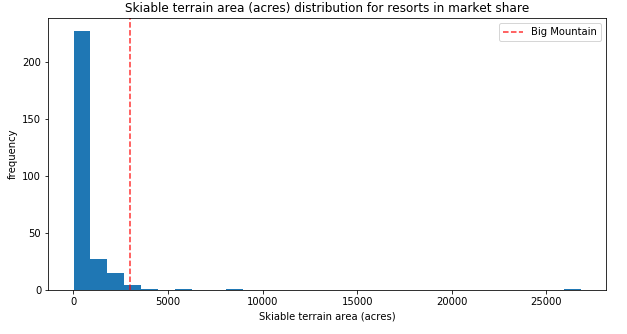 Skiable terrain area (acres) distribution for resorts in market share
Big Mountain
frequency
200
150
100
50
0
0 5000 10000 15000 20000 25000
Skiable terrain area (acres)